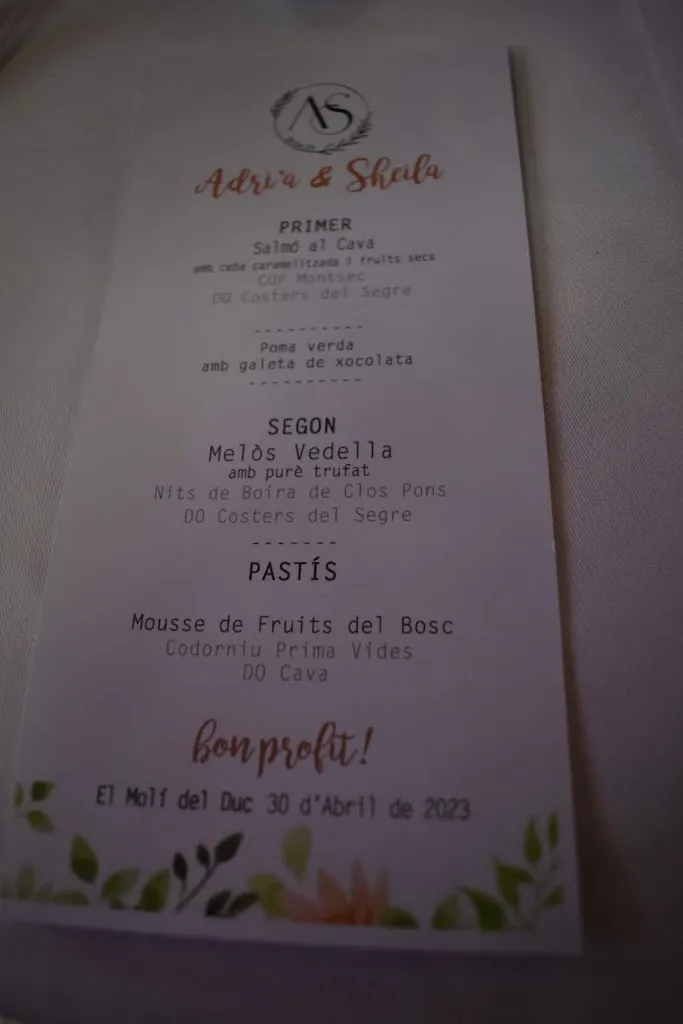 AS
Adrià & Sheila
PRIMER
Salmó al Cava
amb ceba caramelitzada i fruits secs
COP Montsec
DO Costers del Segre
----------
Poma verda
amb galeta de xocolata
----------
SEGON
Melòs Vedella
amb purè trufat
Nits de Boira de Clos Pons
DO Costers del Segre
-------
PASTÍS
Mousse de Fruits del Bosc
Codorniu Prima Vides
DO Cava
bon profit!
El Molí del Duc 30 d'Abril de 2023